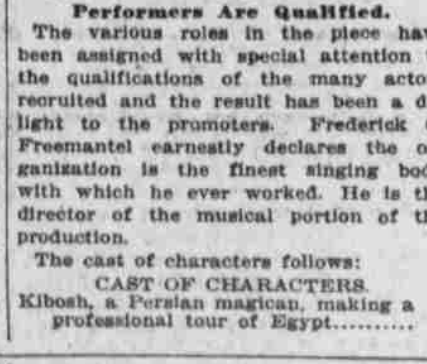 Performers Are Qualified.
The various roles in the piece hav
been assigned with special attention t
the qualifications of the many acto
recruited and the result has been a d
light to the promoters. Frederick
Freemantel earnestly declares the o
ganization is the finest singing bod
with which he ever worked. He is th
director of the musical portion of th
production.
The cast of characters follows:
CAST OF CHARACTERS.
Kibosh, a Persian magican, making a
professional tour of Egypt..........